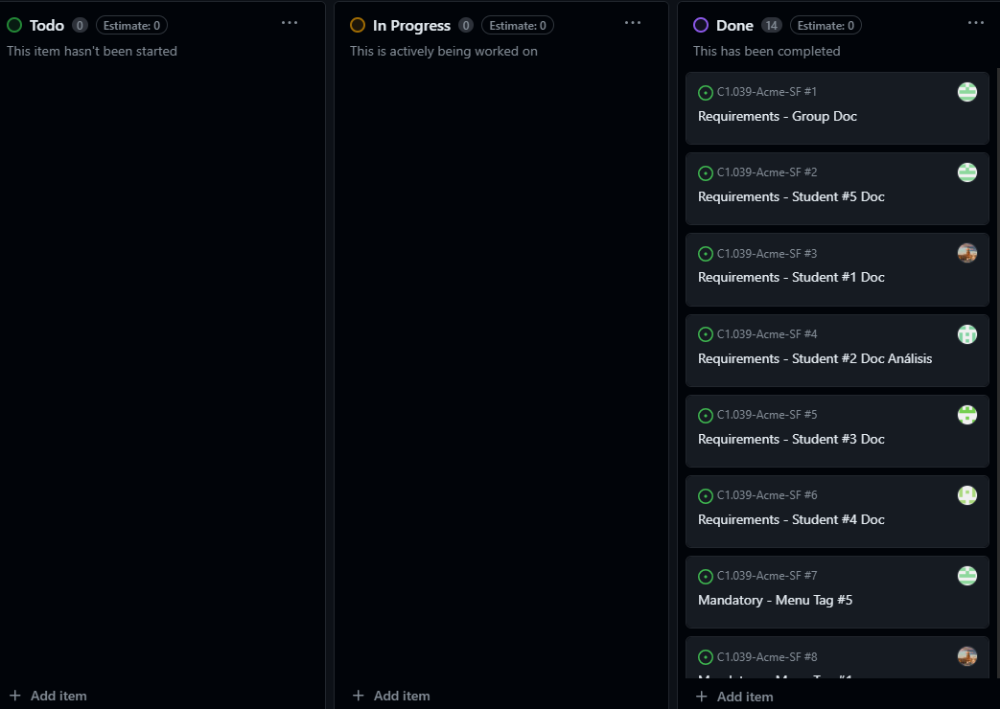 Todo 0 Estimate: 0
This item hasn't been started
Add item
In Progress 0 Estimate: 0
This is actively being worked on
Add item
Done 14 Estimate: 0
This has been completed
C1.039-Acme-SF #1
Requirements - Group Doc
C1.039-Acme-SF #2
Requirements - Student #5 Doc
C1.039-Acme-SF #3
Requirements - Student #1 Doc
C1.039-Acme-SF #4
Requirements - Student #2 Doc Análisis
C1.039-Acme-SF #5
Requirements - Student #3 Doc
C1.039-Acme-SF #6
Requirements - Student #4 Doc
C1.039-Acme-SF #7
Mandatory - Menu Tag #5
C1.039-Acme-SF #8
Mandatory - Menu Tag #1
Add item